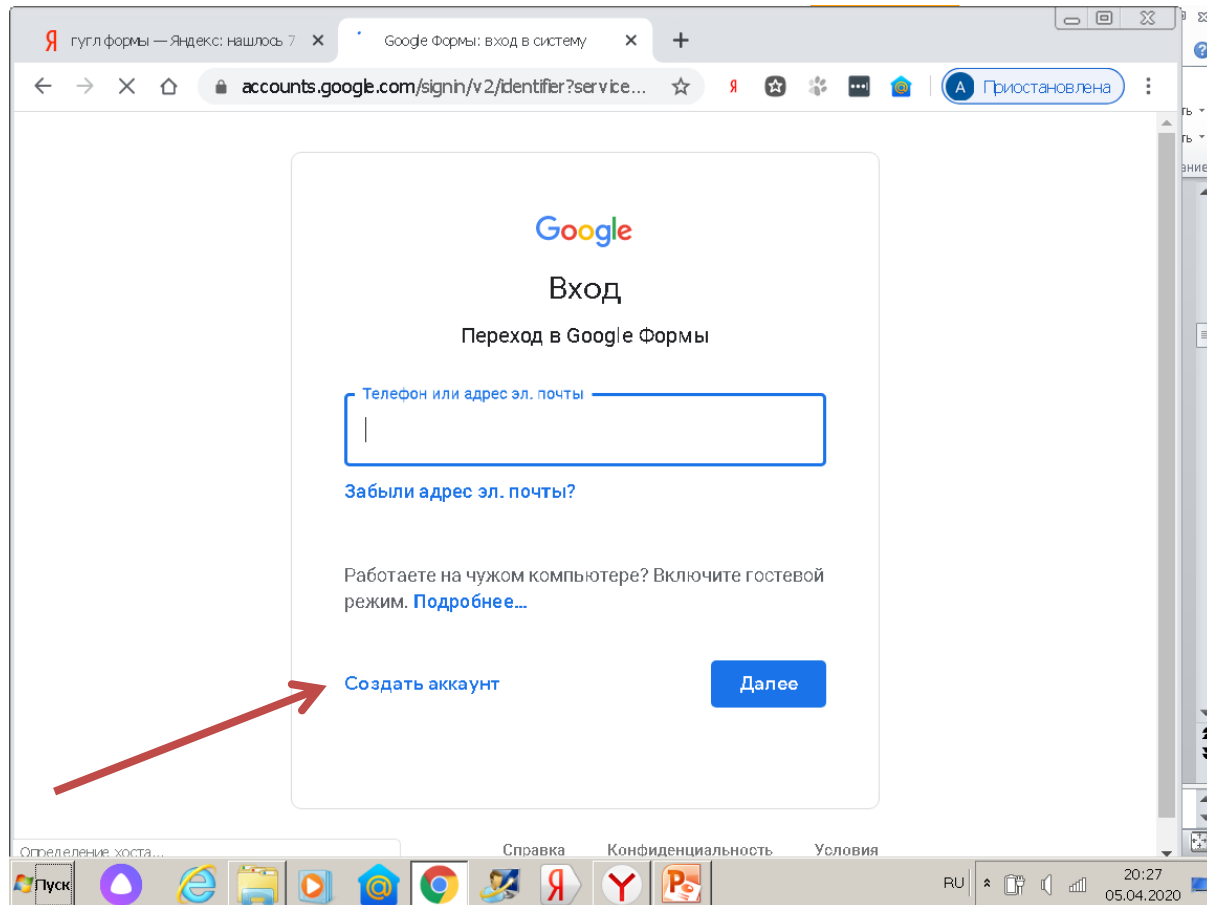 гугл формы — Яндекс: нашлось 7
Google Формы: вход в систему
accounts.google.com/signin/v2/identifier?service...
Я
А Приостановлена
ание
Google
Вход
Переход в Google Формы
Телефон или адрес эл. почты
Забыли адрес эл. почты?
Работаете на чужом компьютере? Включите гостевой
режим. Подробнее...
Создать аккаунт
Далее
Справка Конфиденциальность Условия
Определение хоста...
Пуск
RU
20:27
05.04.2020